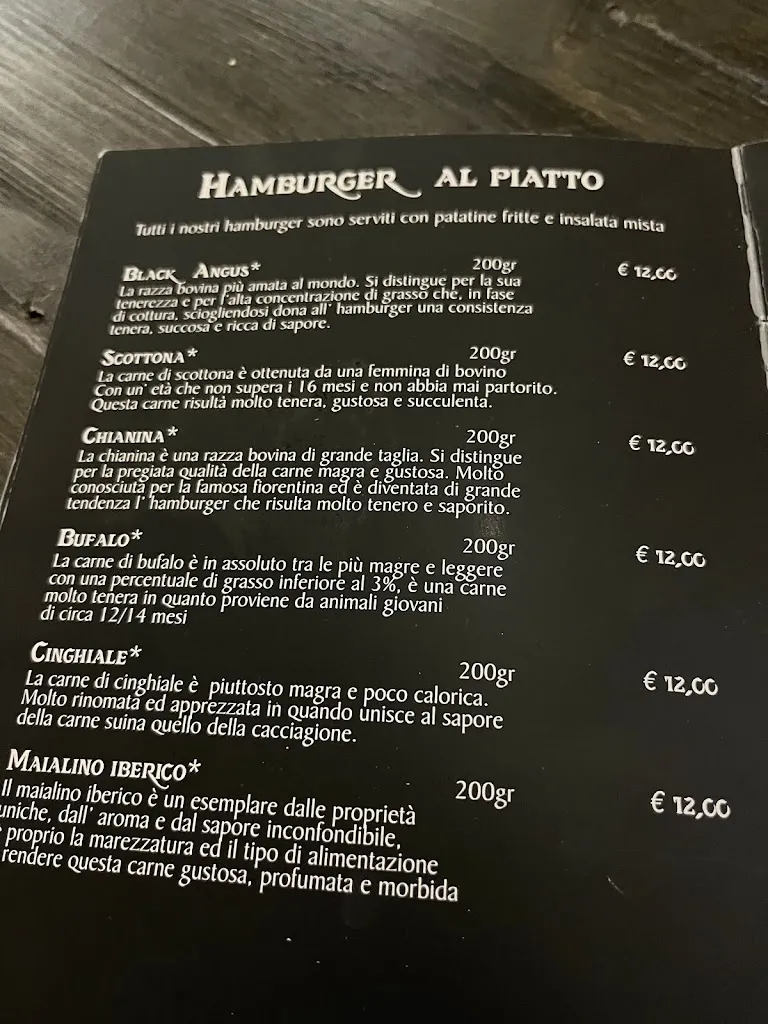 HAMBURGER AL PIATTO
Tutti i nostri hamburger sono serviti con patatine fritte e insalata mista
BLACK ANGUS* 200gr € 12,00
La razza bovina più amata al mondo. Si distingue per la sua
tenerezza e per l'alta concentrazione di grasso che, in fase
di cottura, sciogliendosi dona all' hamburger una consistenza
tenera, succosa e ricca di sapore.
SCOTTONA* 200gr € 12,00
La carne di scottona è ottenuta da una femmina di bovino
Con un' età che non supera i 16 mesi e non abbia mai partorito.
Questa carne risulta molto tenera, gustosa e succulenta.
CHIANINA* 200gr € 12,00
La chianina è una razza bovina di grande taglia. Si distingue
per la pregiata qualità della carne magra e gustosa. Molto
conosciuta per la famosa fiorentina ed è diventata di grande
tendenza l' hamburger che risulta molto tenero e saporito.
BUFALO* 200gr € 12,00
La carne di bufalo è in assoluto tra le più magre e leggere
con una percentuale di grasso inferiore al 3%, è una carne
molto tenera in quanto proviene da animali giovani
di circa 12/14 mesi
CINGHIALE* 200gr € 12,00
La carne di cinghiale è piuttosto magra e poco calorica.
Molto rinomata ed apprezzata in quando unisce al sapore
della carne suina quello della cacciagione.
MAIALINO IBERICO* 200gr € 12,00
Il maialino iberico è un esemplare dalle proprietà
uniche, dall' aroma e dal sapore inconfondibile,
proprio la marezzatura ed il tipo di alimentazione
rendere questa carne gustosa, profumata e morbida